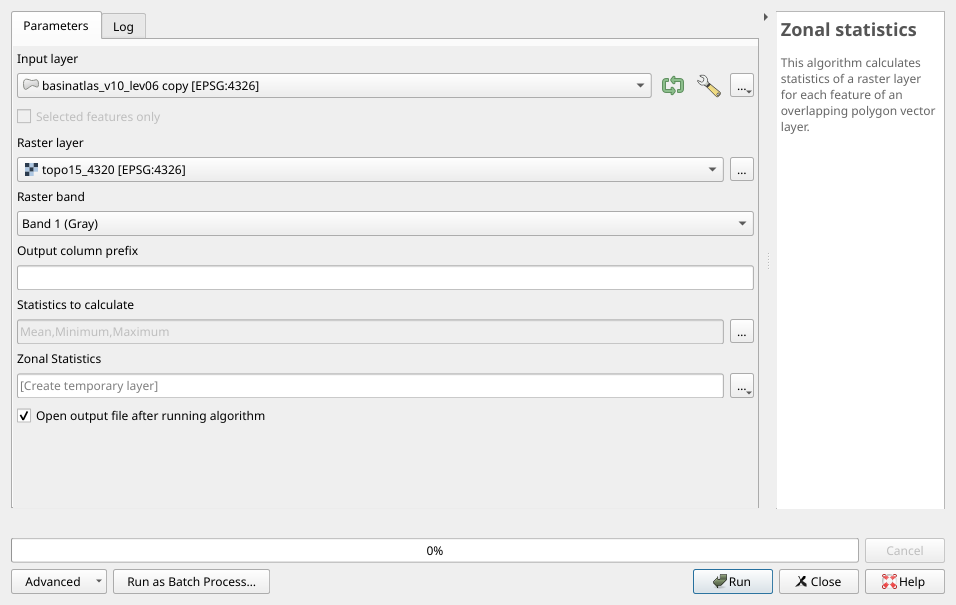 Parameters
Log
Input layer
basinatlas_v10_lev06 copy [EPSG:4326]
...
Selected features only
Raster layer
topo15_4320 [EPSG:4326]
...
Raster band
Band 1 (Gray)
Output column prefix
Statistics to calculate
Mean,Minimum,Maximum
...
Zonal Statistics
[Create temporary layer]
...
Open output file after running algorithm
Zonal statistics
This algorithm calculates
statistics of a raster layer
for each feature of an
overlapping polygon vector
layer.
0%
Cancel
Advanced
Run as Batch Process...
Run
Close
Help